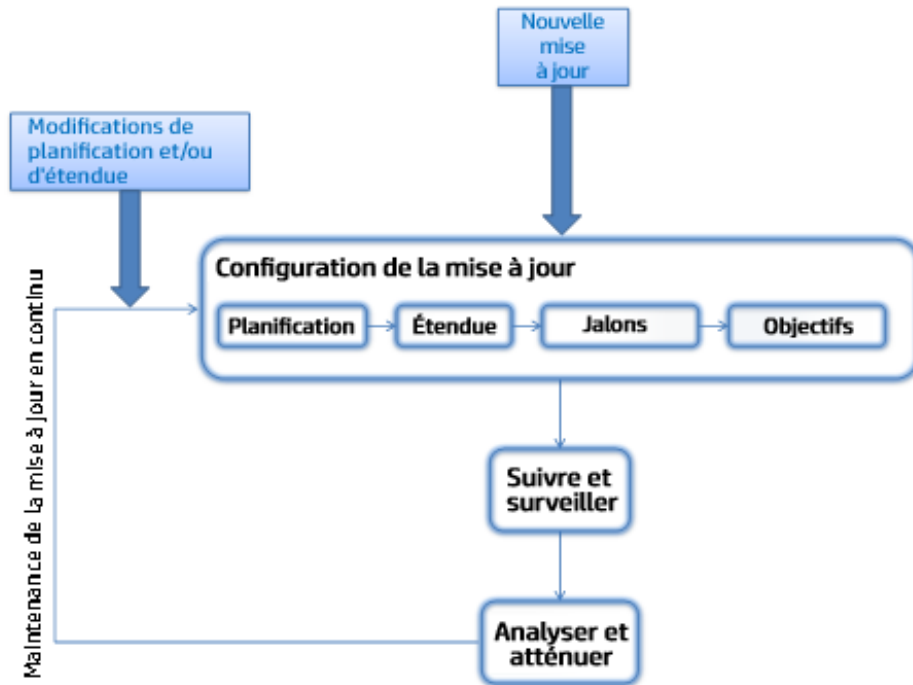 Nouvelle
mise
à jour
Modifications de
planification et/ou
d'étendue
Configuration de la mise à jour
Planification
Étendue
Jalons
Objectifs
Suivre et
surveiller
Analyser et
atténuer
Maintenance de la mise à jour en continu